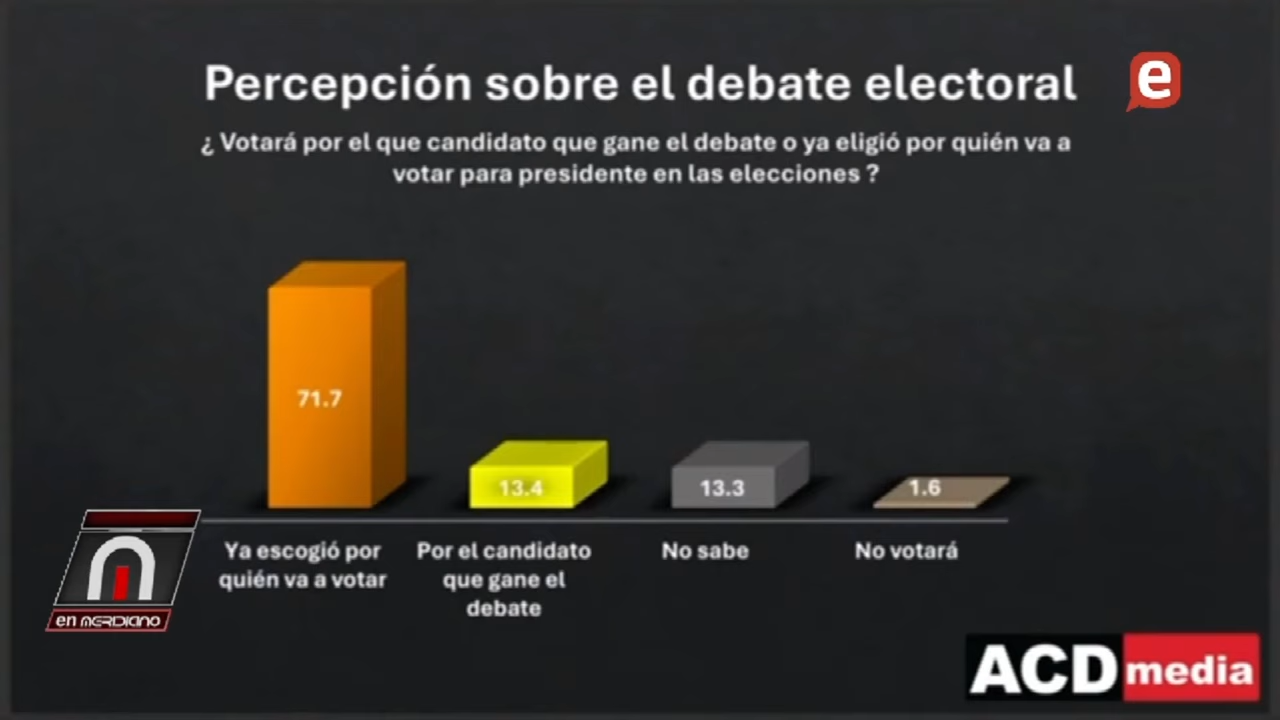 Percepción sobre el debate electoral
e
¿ Votará por el que candidato que gane el debate o ya eligió por quién va a
votar para presidente en las elecciones ?
71.7
13.4
13.3
1.6
Ya escogió por
quién va a votar
Por el candidato
que gane el
debate
No sabe
No votará
en MERIDIANO
ACD media